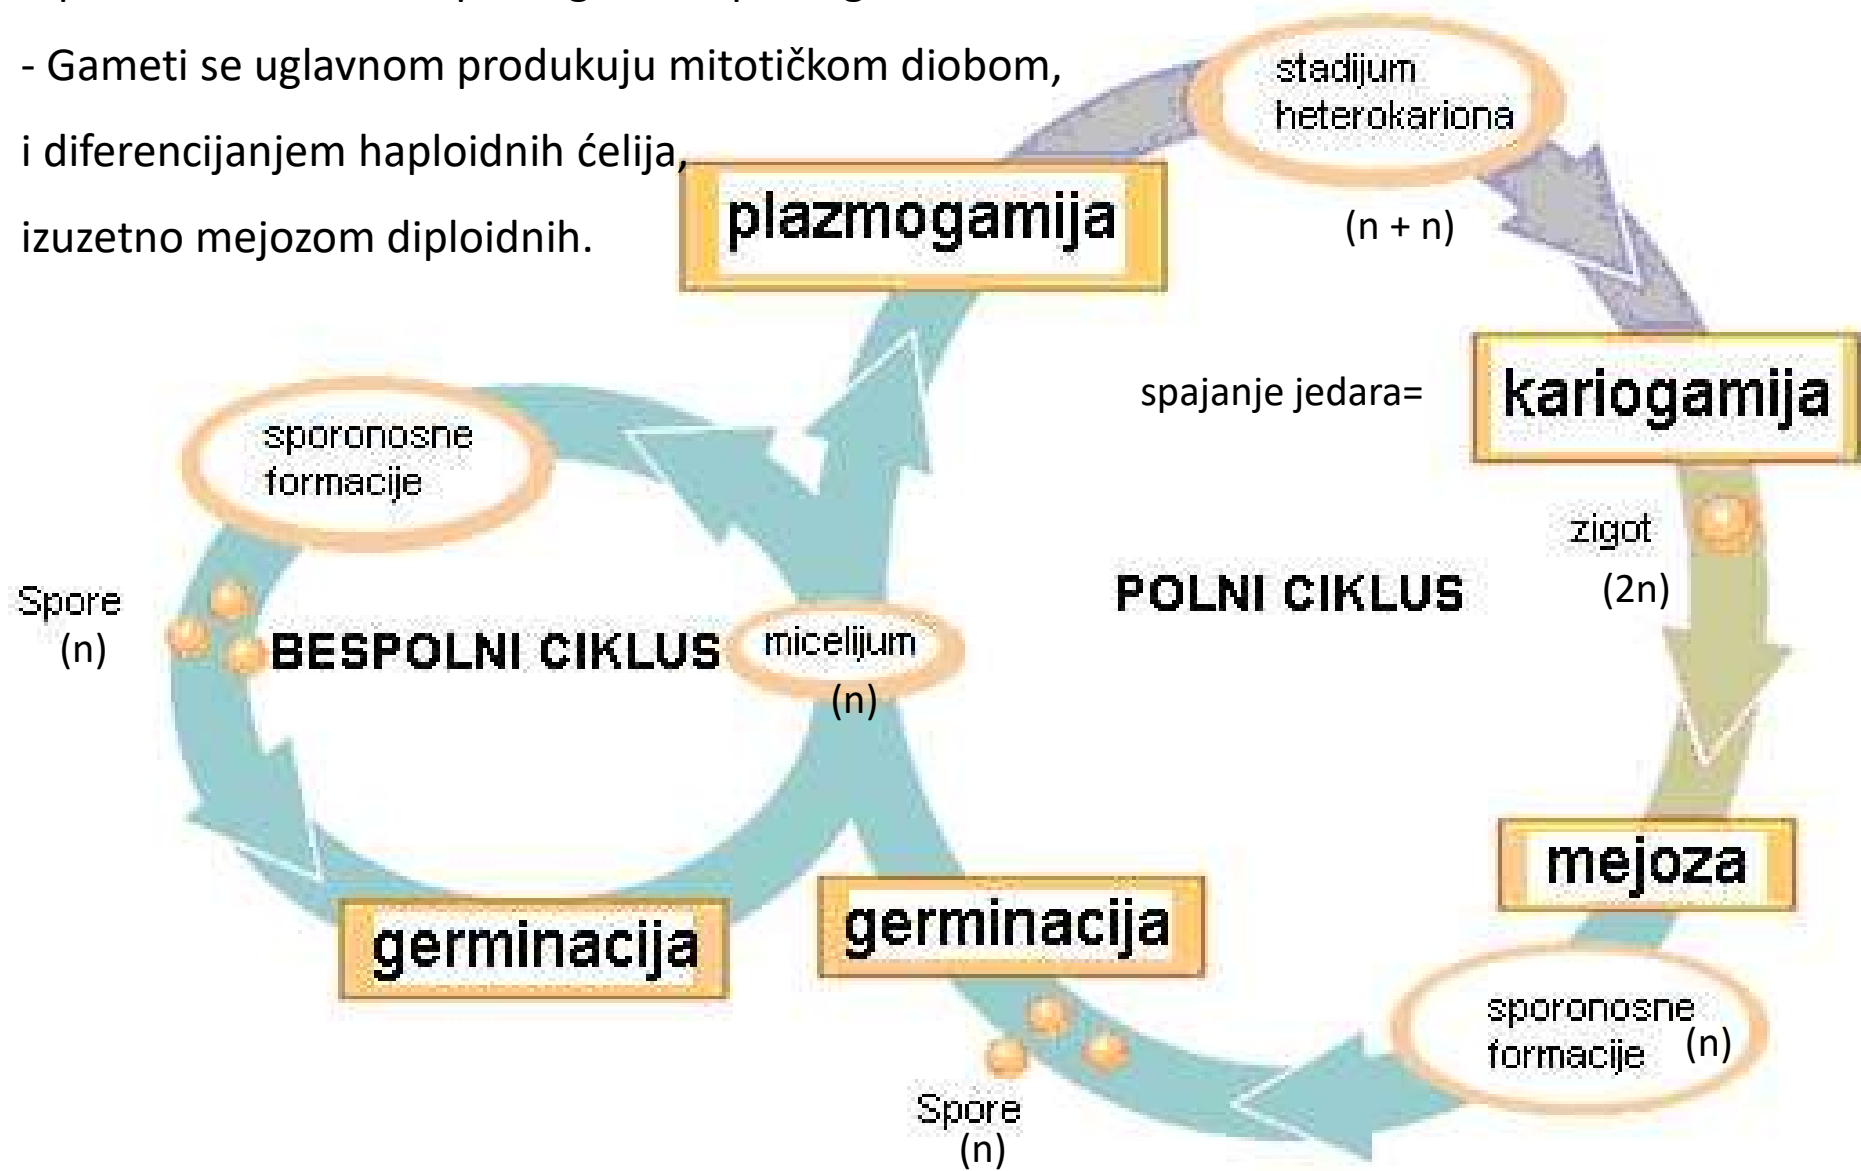 - Gameti se uglavnom produkuju mitotičkom diobom,
i diferencijanjem haploidnih ćelija,
izuzetno mejozom diploidnih.
stadijum
heterokariona
(n + n)
plazmogamija
spajanje jedara=
kariogamija
zigot
(2n)
POLNI CIKLUS
sporonosne
formacije
Spore
(n)
BESPOLNI CIKLUS
micelijum
(n)
mejoza
germinacija
germinacija
sporonosne
formacije
(n)
Spore
(n)